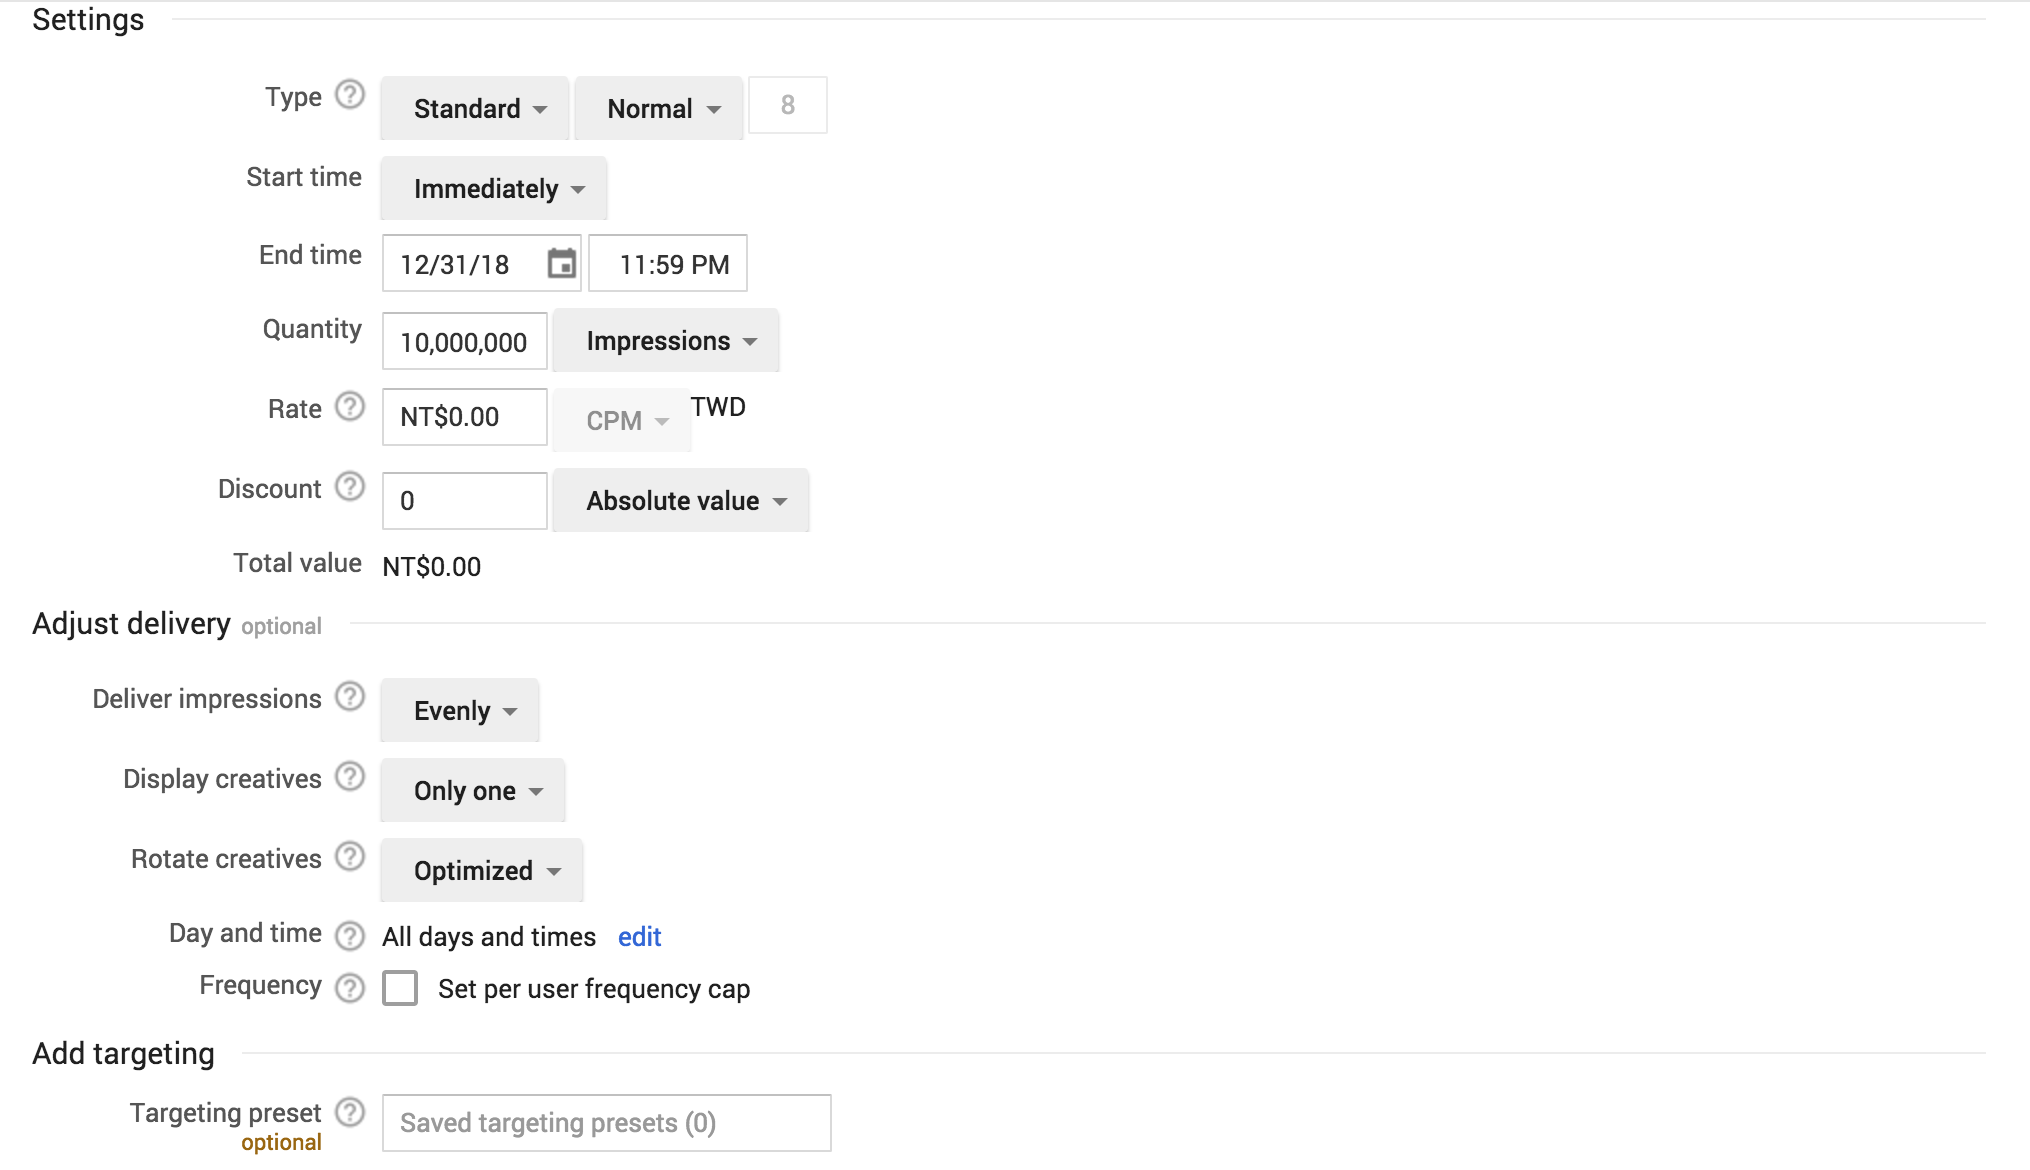 Settings
Type ? Standard Normal 8
Start time Immediately
End time 12/31/18 11:59 PM
Quantity 10,000,000 Impressions
Rate ? NT$0.00 CPM TWD
Discount ? 0 Absolute value
Total value NT$0.00
Adjust delivery optional
Deliver impressions ? Evenly
Display creatives ? Only one
Rotate creatives ? Optimized
Day and time ? All days and times edit
Frequency ? Set per user frequency cap
Add targeting
Targeting preset ? Saved targeting presets (0)
optional